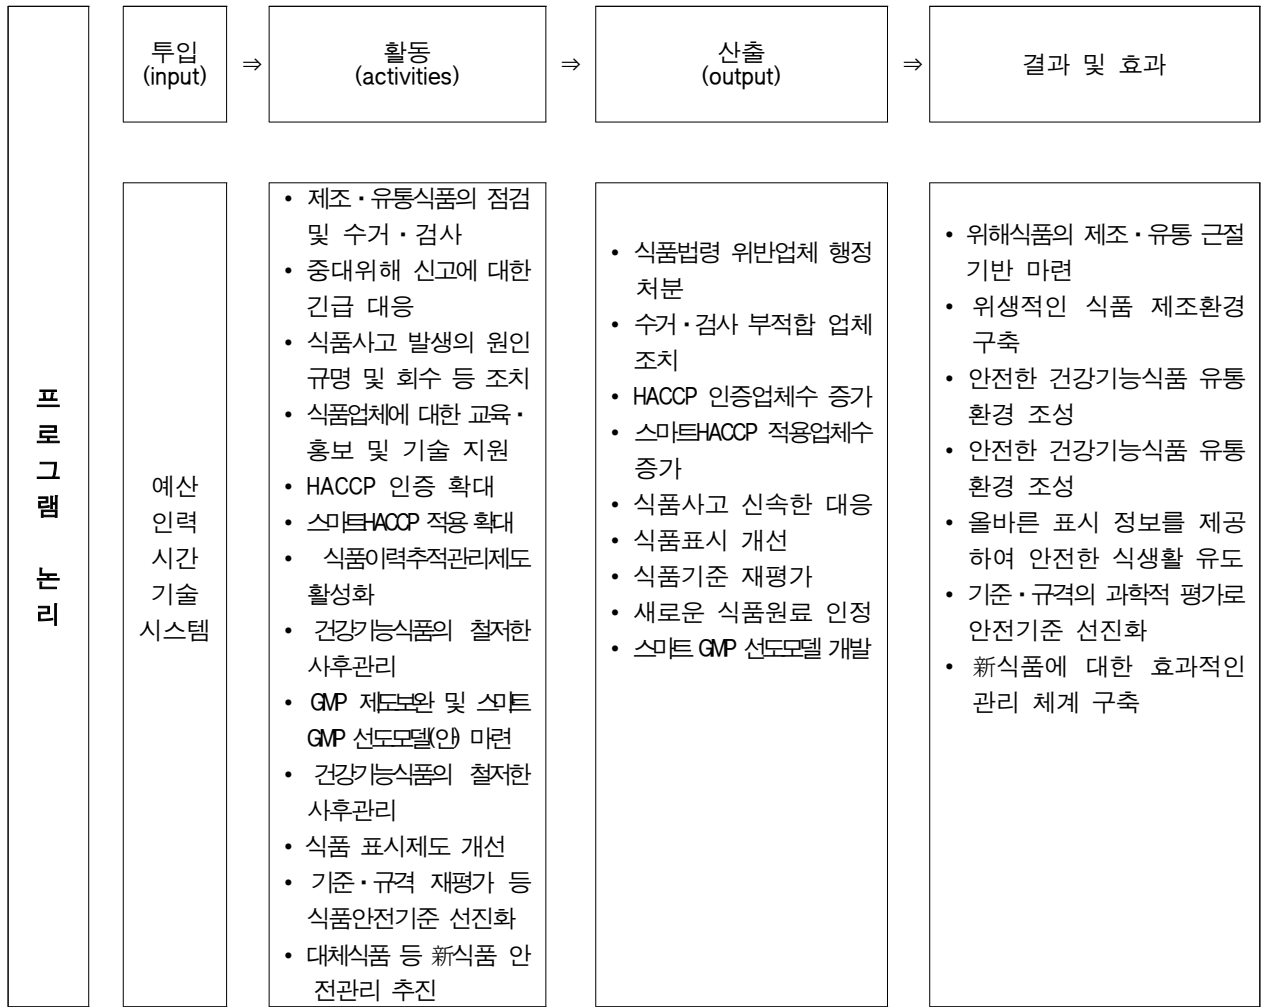 프
로
그
램
논
리
투입
(input)
⇒
활동
(activities)
⇒
산출
(output)
⇒
결과 및 효과
예산
인력
시간
기술
시스템
• 제조·유통식품의 점검
및 수거·검사
• 중대위해 신고에 대한
긴급 대응
• 식품사고 발생의 원인
규명 및 회수 등 조치
• 식품업체에 대한 교육·
홍보 및 기술 지원
• HACCP 인증 확대
• 스마트HACCP 적용 확대
• 식품이력추적관리제도
활성화
• 건강기능식품의 철저한
사후관리
• GMP 제도보완 및 스마트
GMP 선도모델(안) 마련
• 건강기능식품의 철저한
사후관리
• 식품 표시제도 개선
• 기준·규격 재평가 등
식품안전기준 선진화
• 대체식품 등 新식품 안
전관리 추진
• 식품법령 위반업체 행정
처분
• 수거·검사 부적합 업체
조치
• HACCP 인증업체수 증가
• 스마트HACCP 적용업체수
증가
• 식품사고 신속한 대응
• 식품표시 개선
• 식품기준 재평가
• 새로운 식품원료 인정
• 스마트 GMP 선도모델 개발
• 위해식품의 제조·유통 근절
기반 마련
• 위생적인 식품 제조환경
구축
• 안전한 건강기능식품 유통
환경 조성
• 안전한 건강기능식품 유통
환경 조성
• 올바른 표시 정보를 제공
하여 안전한 식생활 유도
• 기준·규격의 과학적 평가로
안전기준 선진화
• 新식품에 대한 효과적인
관리 체계 구축